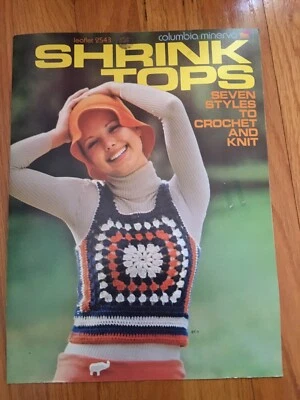 leaflet 2543
columbia-minerva
SHRINK
TOPS
SEVEN
STYLES
TO
CROCHET
AND
KNIT